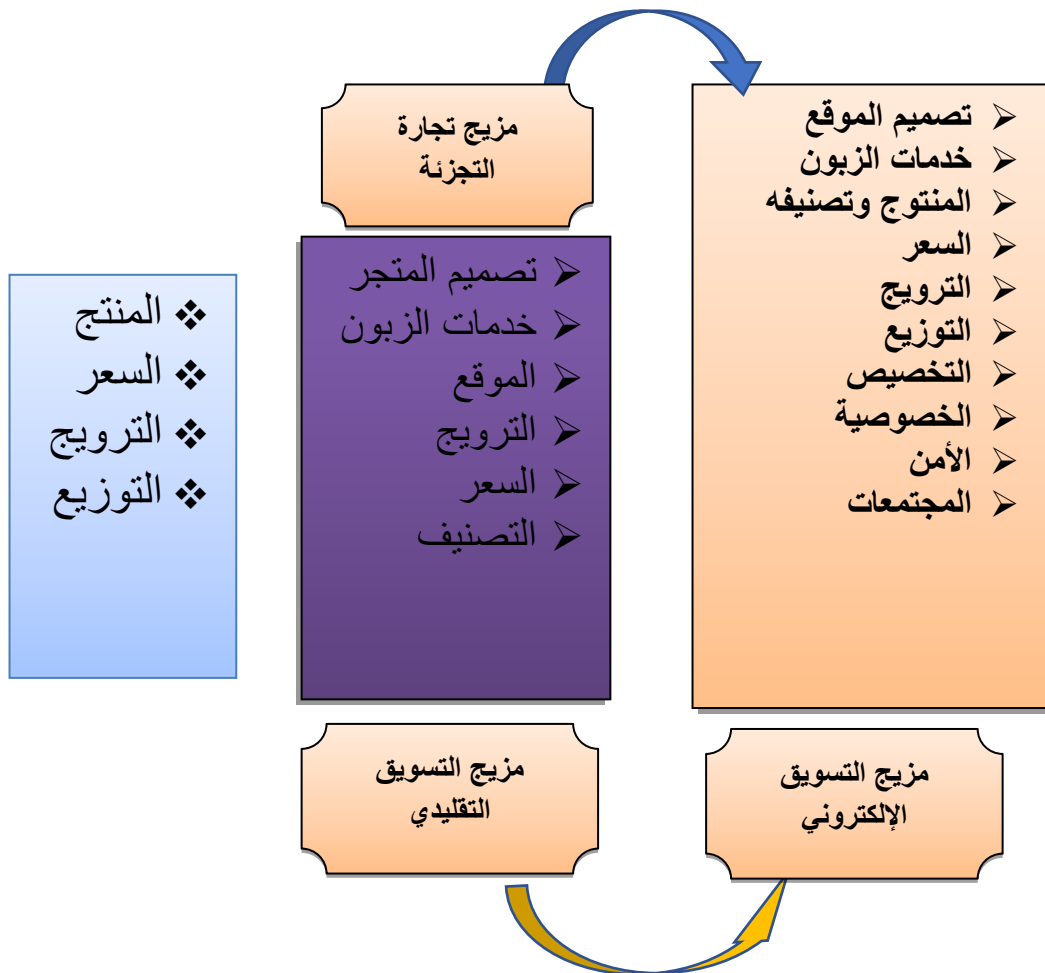 مزيج تجارة
التجزئة
تصميم الموقع
خدمات الزبون
المنتوج وتصنيفه
السعر
الترويج
التوزيع
التخصيص
الخصوصية
الأمن
المجتمعات
تصميم المتجر
خدمات الزبون
الموقع
الترويج
السعر
التصنيف
المنتج
السعر
الترويج
التوزيع
مزيج التسويق
الإلكتروني
مزيج التسويق
التقليدي